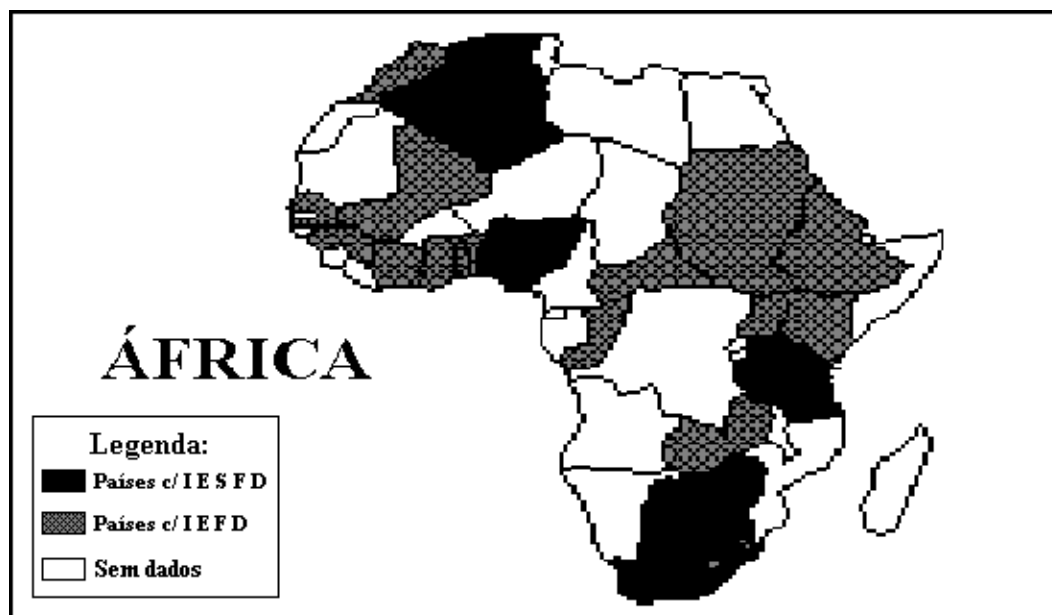 ÁFRICA
Legenda:
Países c/ I E S F D
Países c/ I E F D
Sem dados